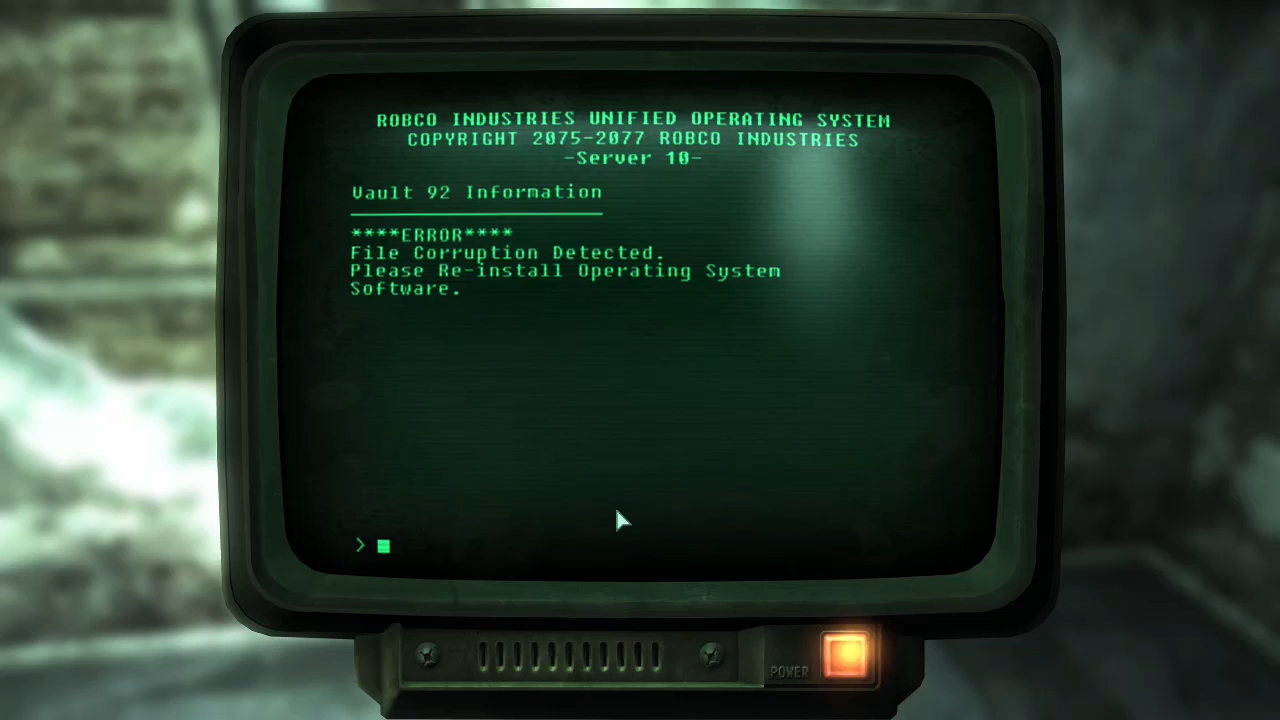 ROBCO INDUSTRIES UNIFIED OPERATING SYSTEM
COPYRIGHT 2075-2077 ROBCO INDUSTRIES
-Server 10-
Vault 92 Information
****ERROR****
File Corruption Detected.
Please Re-install Operating System
Software.
>
POWER